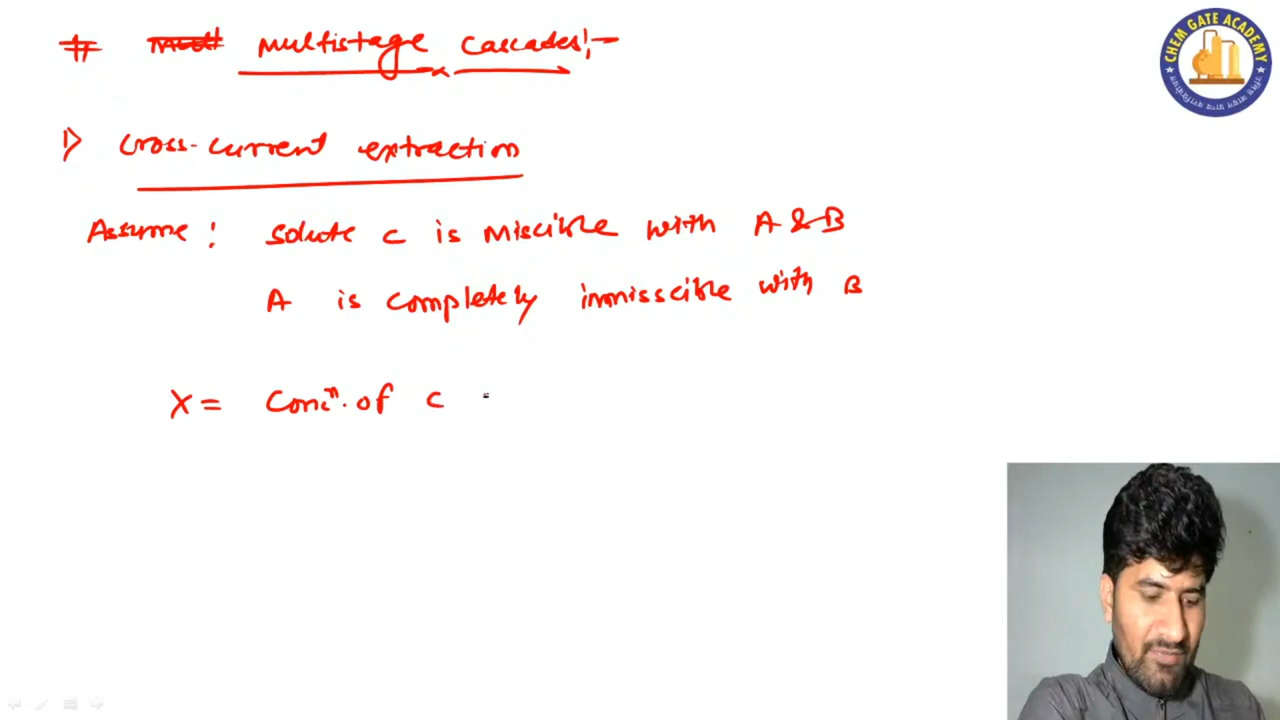 # multistage cascades:-
1) cross-current extraction
Assume: solute c is miscible with A & B
A is completely immisscible with B
X = Concⁿ. of c
CHEM GATE ACADEMY